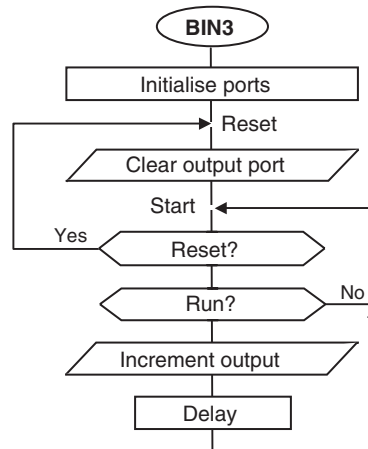 BIN3
Initialise ports
Reset
Clear output port
Start
Yes
Reset?
Run?
No
Increment output
Delay